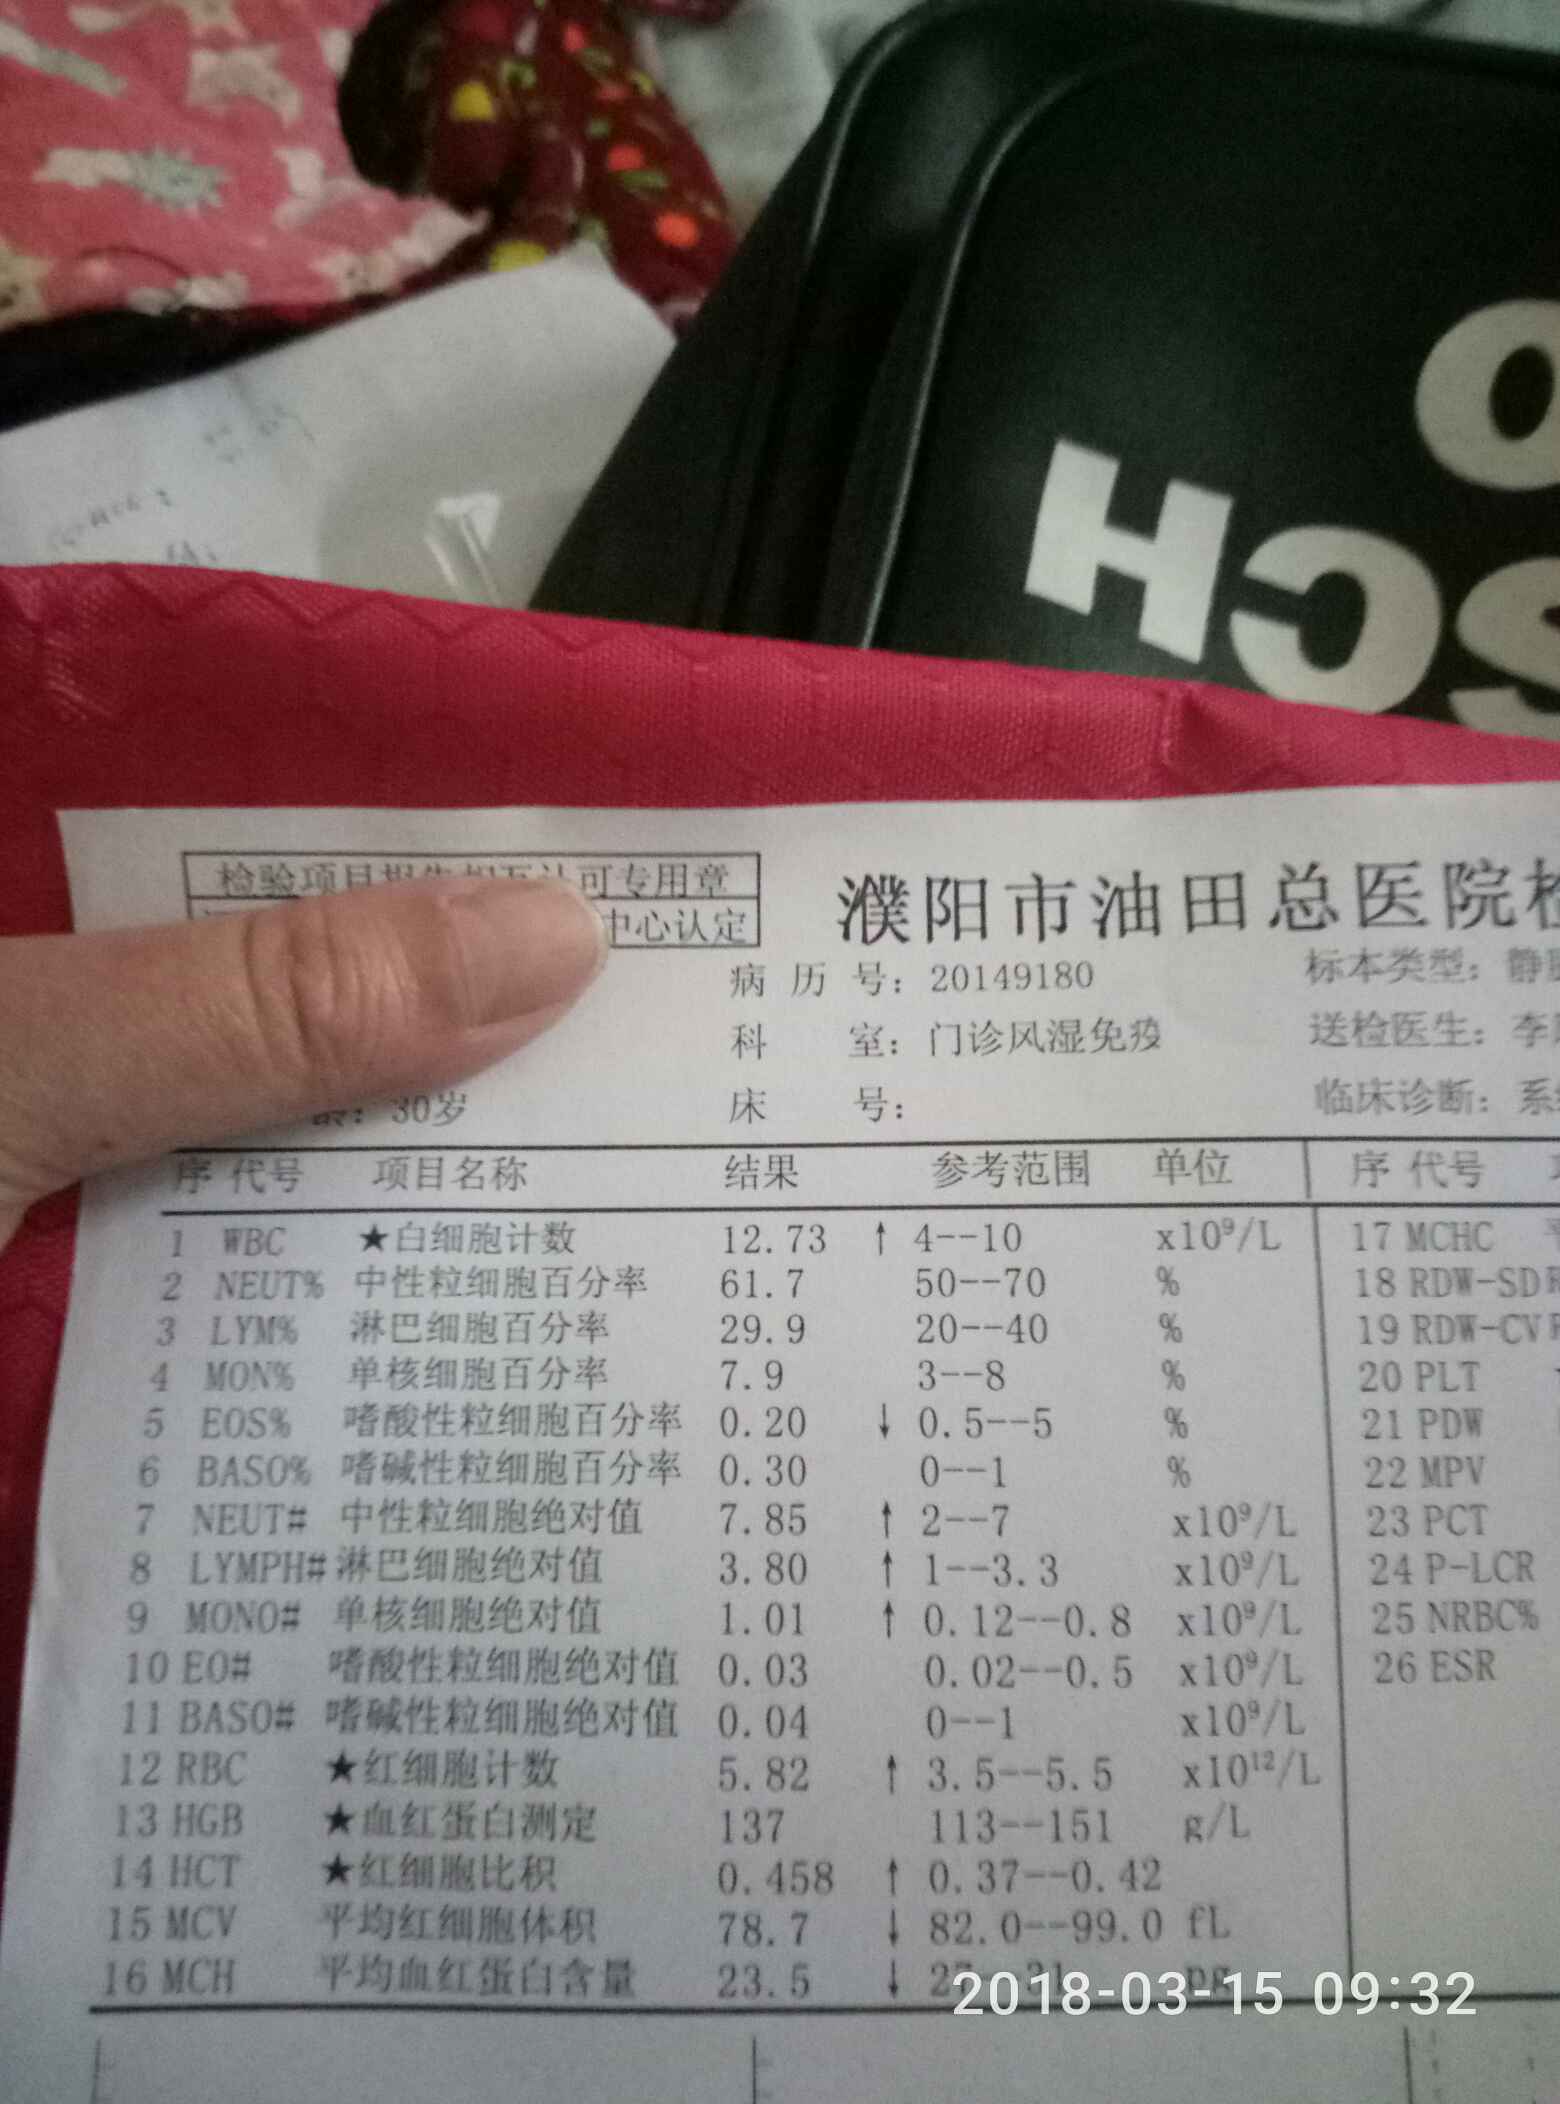 O
SCH
检验项目报告相互认可专用章
中心认定
濮阳市油田总医院检
病 历 号：20149180
标本类型：静
科 室：门诊风湿免疫
送检医生：李
龄：30岁
床 号：
临床诊断：系
序 代号 项目名称 结果 参考范围 单位 序 代号
1 WBC ★白细胞计数 12.73 ↑ 4--10 x10⁹/L 17 MCHC
2 NEUT% 中性粒细胞百分率 61.7 50--70 % 18 RDW-SD
3 LYM% 淋巴细胞百分率 29.9 20--40 % 19 RDW-CV
4 MON% 单核细胞百分率 7.9 3--8 % 20 PLT
5 EOS% 嗜酸性粒细胞百分率 0.20 ↓ 0.5--5 % 21 PDW
6 BASO% 嗜碱性粒细胞百分率 0.30 0--1 % 22 MPV
7 NEUT# 中性粒细胞绝对值 7.85 ↑ 2--7 x10⁹/L 23 PCT
8 LYMPH# 淋巴细胞绝对值 3.80 ↑ 1--3.3 x10⁹/L 24 P-LCR
9 MONO# 单核细胞绝对值 1.01 ↑ 0.12--0.8 x10⁹/L 25 NRBC%
10 EO# 嗜酸性粒细胞绝对值 0.03 0.02--0.5 x10⁹/L 26 ESR
11 BASO# 嗜碱性粒细胞绝对值 0.04 0--1 x10⁹/L
12 RBC ★红细胞计数 5.82 ↑ 3.5--5.5 x10¹²/L
13 HGB ★血红蛋白测定 137 113--151 g/L
14 HCT ★红细胞比积 0.458 ↑ 0.37--0.42
15 MCV 平均红细胞体积 78.7 ↓ 82.0--99.0 fL
16 MCH 平均血红蛋白含量 23.5 ↓ 27--31 pg
2018-03-15 09:32